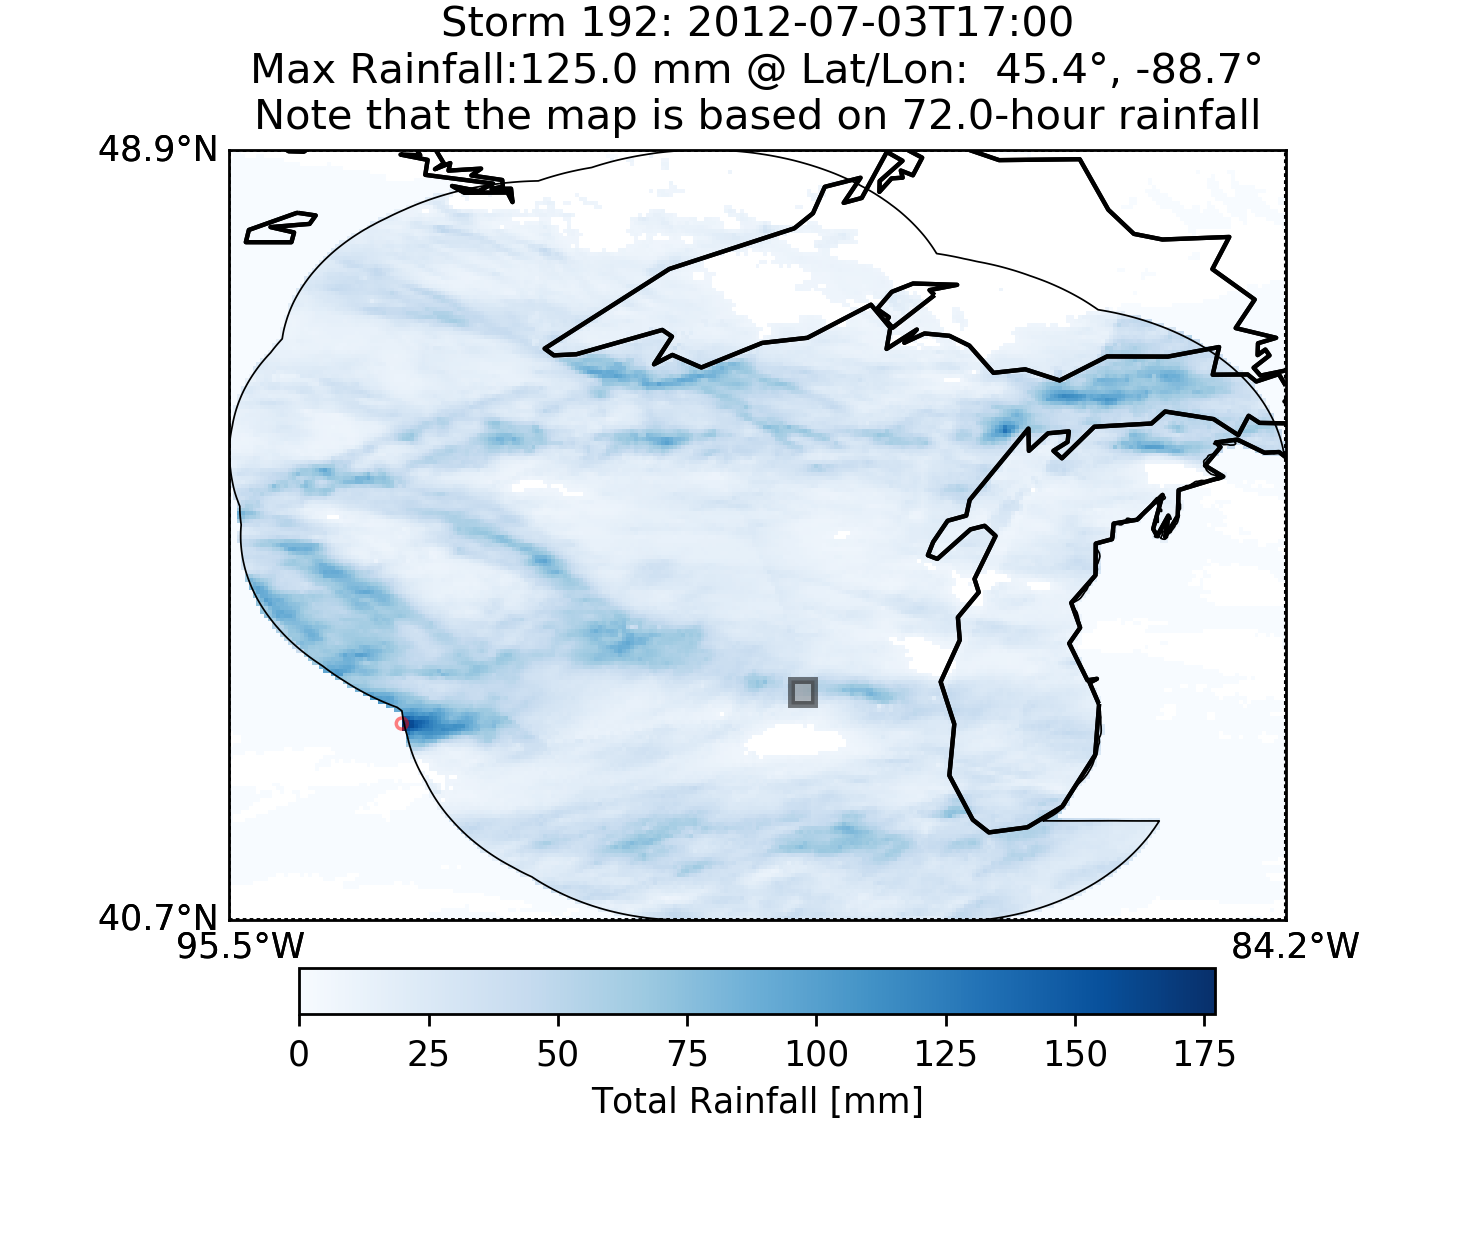 Storm 192: 2012-07-03T17:00
Max Rainfall:125.0 mm @ Lat/Lon:  45.4°, -88.7°
Note that the map is based on 72.0-hour rainfall
48.9°N
40.7°N
95.5°W 84.2°W
0 25 50 75 100 125 150 175
Total Rainfall [mm]